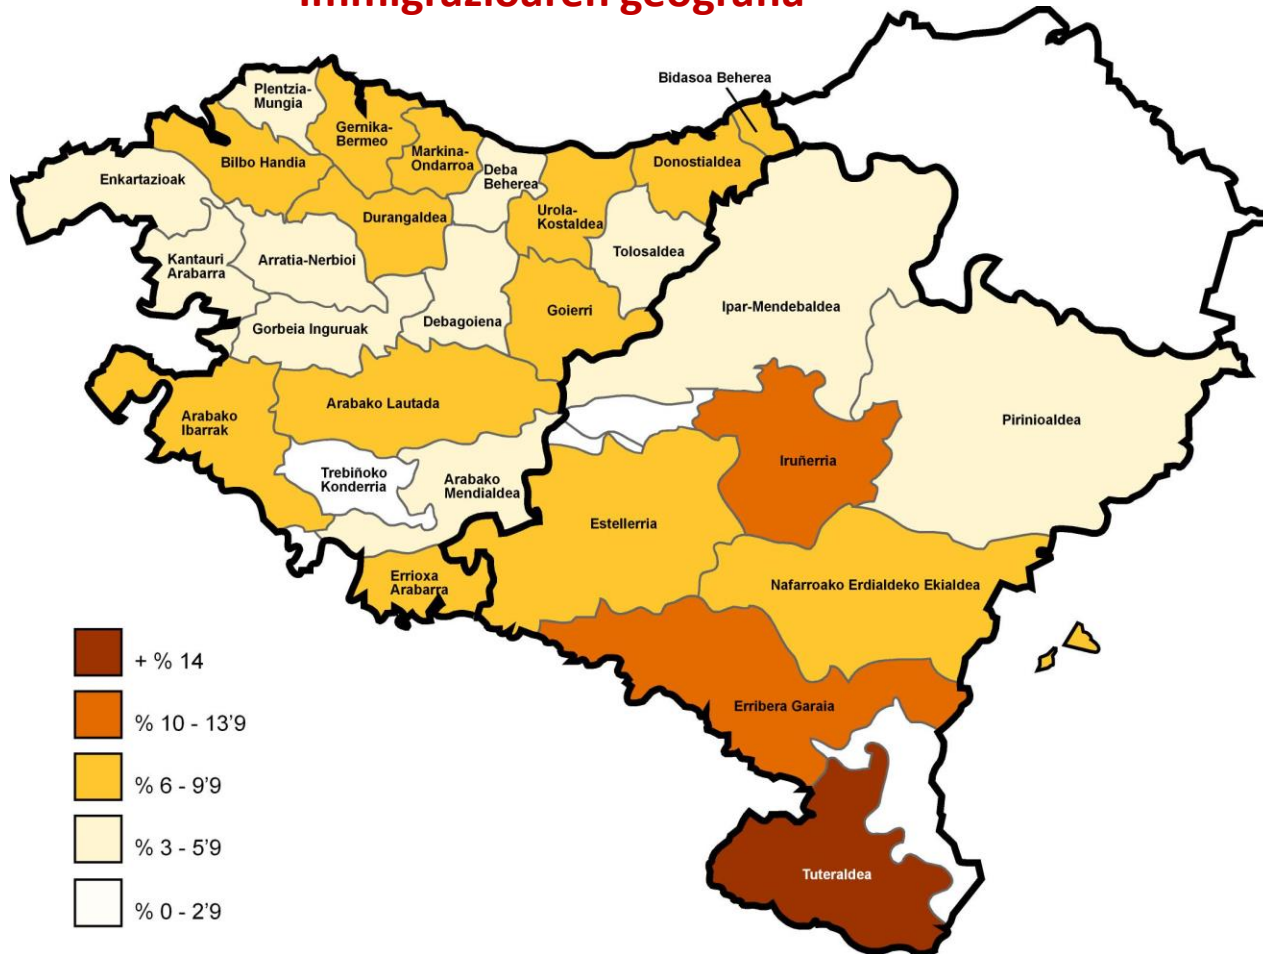 Immigrazioaren geografia
Bidasoa Beherea
Plentzia-
Mungia
Gernika-
Bermeo
Markina-
Ondarroa
Bilbo Handia
Deba
Beherea
Donostialdea
Enkartazioak
Durangaldea
Urola-
Kostaldea
Tolosaldea
Kantauri
Arabarra
Arratia-Nerbioi
Ipar-Mendebaldea
Gorbeia Inguruak
Debagoiena
Goierri
Arabako
Ibarrak
Arabako Lautada
Pirinioaldea
Iruñerria
Trebiñoko
Konderria
Arabako
Mendialdea
Estellerria
Errioxa
Arabarra
Nafarroako Erdialdeko Ekialdea
Erribera Garaia
Tuteraldea
+ % 14
% 10 - 13'9
% 6 - 9'9
% 3 - 5'9
% 0 - 2'9